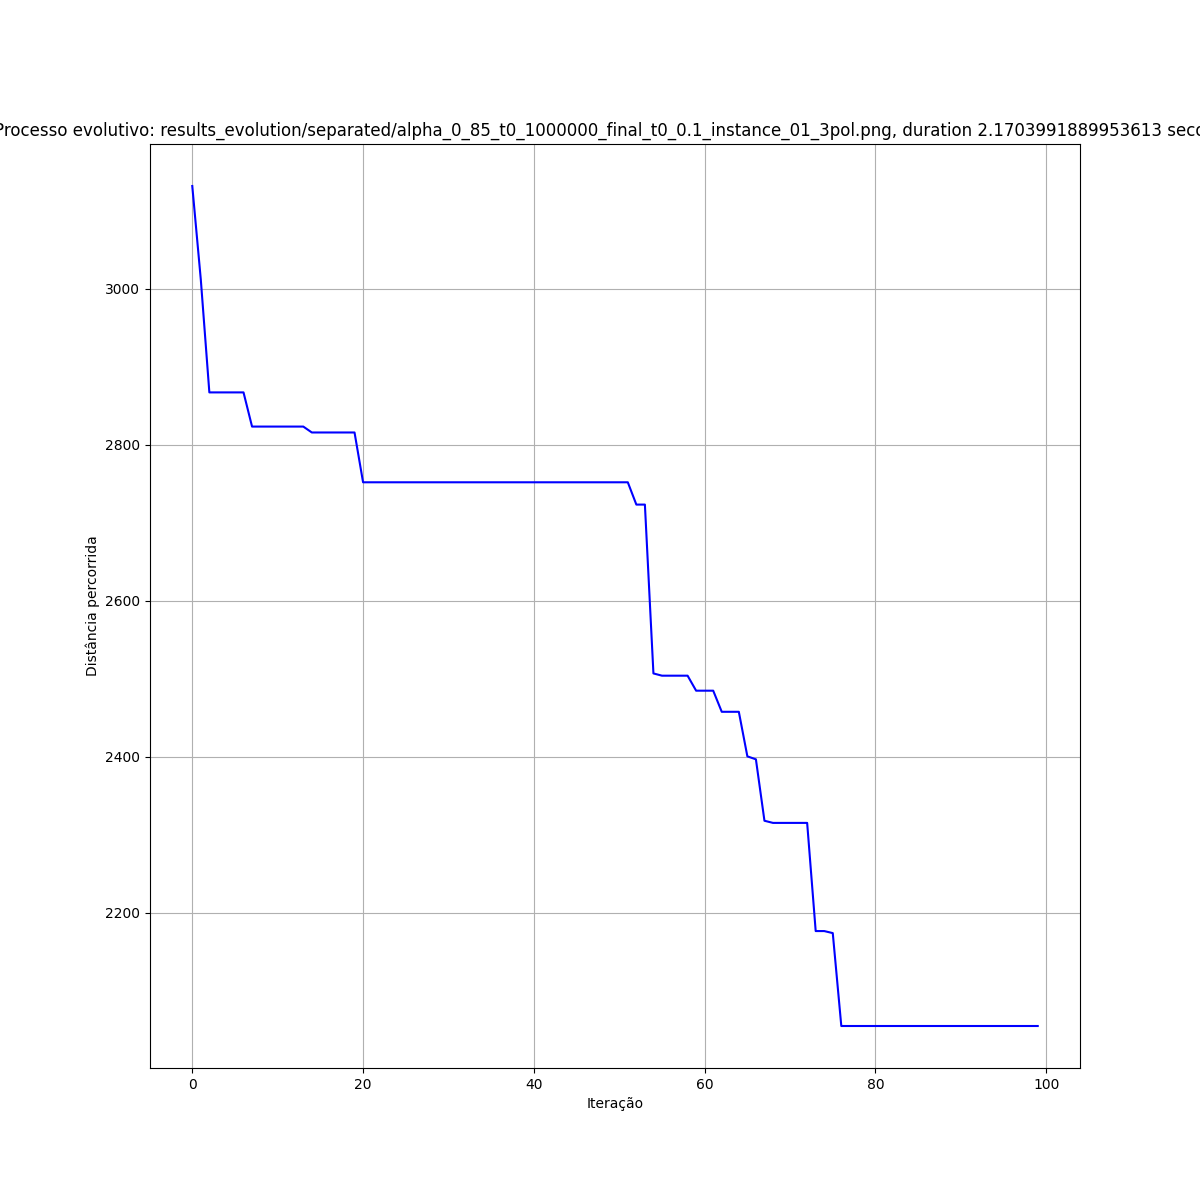 Processo evolutivo: results_evolution/separated/alpha_0_85_t0_1000000_final_t0_0.1_instance_01_3pol.png, duration 2.1703991889953613
3000
2800
2600
2400
2200
Distância percorrida
0 20 40 60 80 100
Iteração